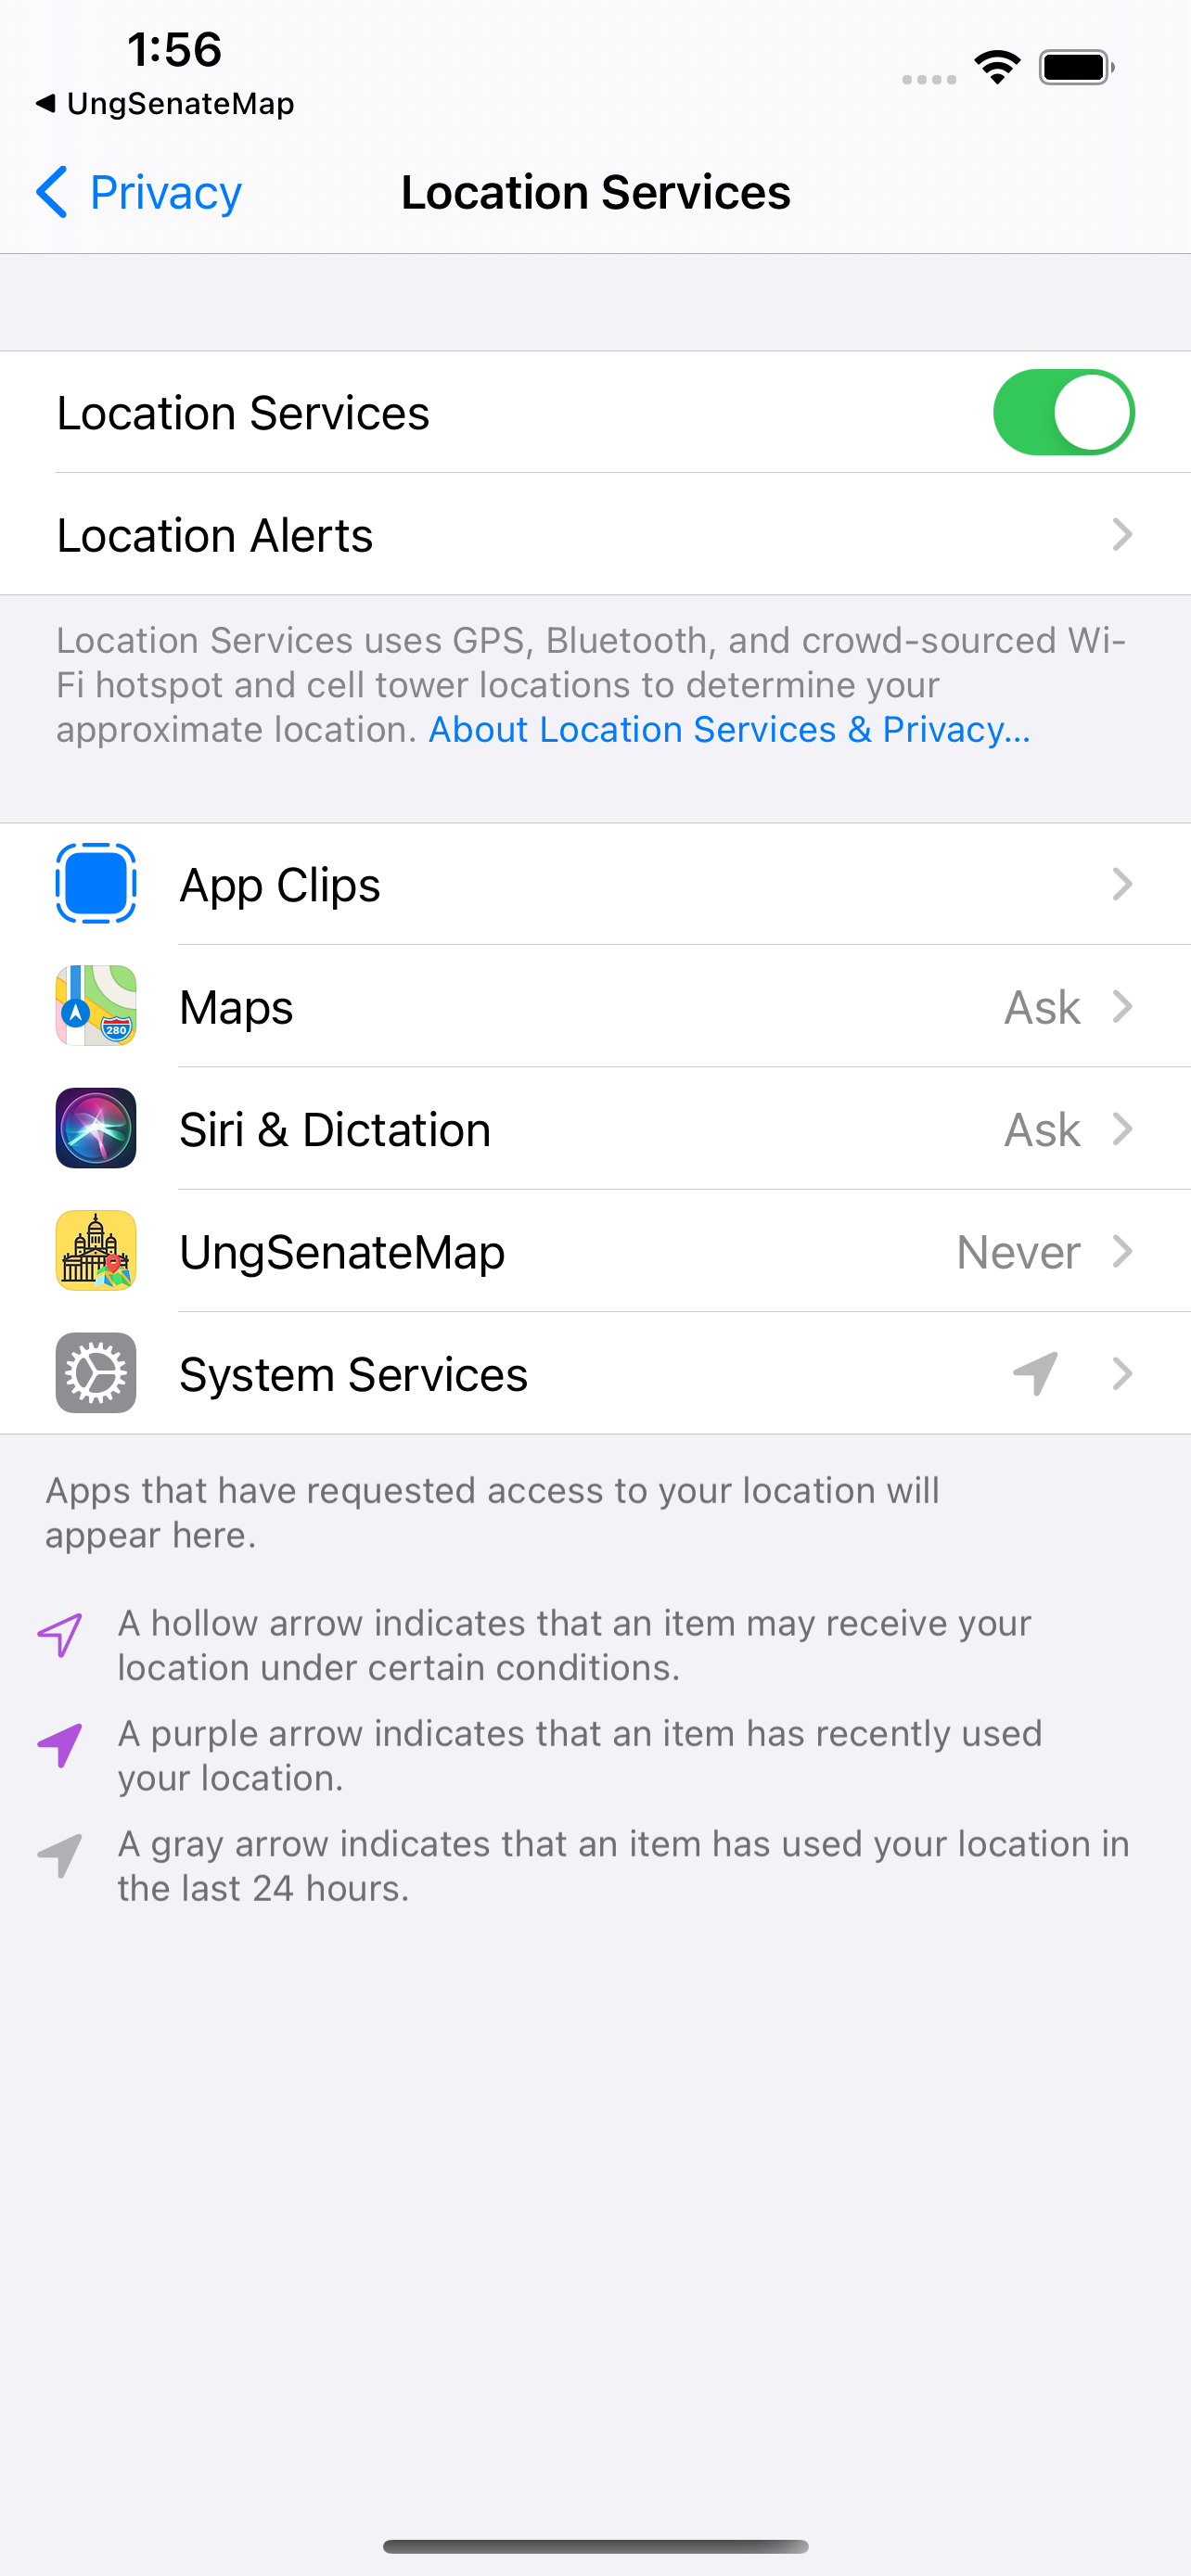 1:56
UngSenateMap
Privacy
Location Services
Location Services
Location Alerts
Location Services uses GPS, Bluetooth, and crowd-sourced Wi-
Fi hotspot and cell tower locations to determine your
approximate location. About Location Services & Privacy...
App Clips
Maps Ask
280
Siri & Dictation Ask
UngSenateMap Never
System Services
Apps that have requested access to your location will
appear here.
A hollow arrow indicates that an item may receive your
location under certain conditions.
A purple arrow indicates that an item has recently used
your location.
A gray arrow indicates that an item has used your location in
the last 24 hours.